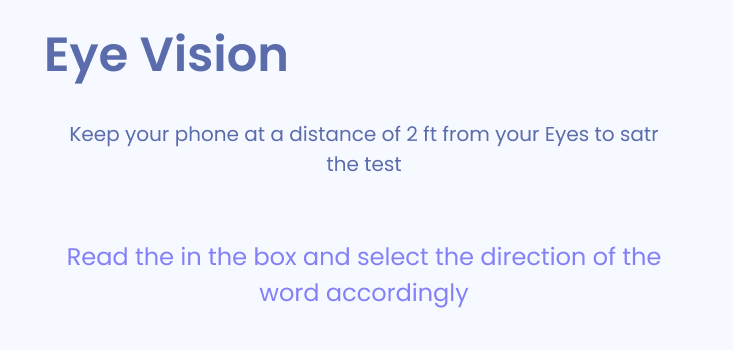 Eye Vision
Keep your phone at a distance of 2 ft from your Eyes to satr
the test
Read the in the box and select the direction of the
word accordingly